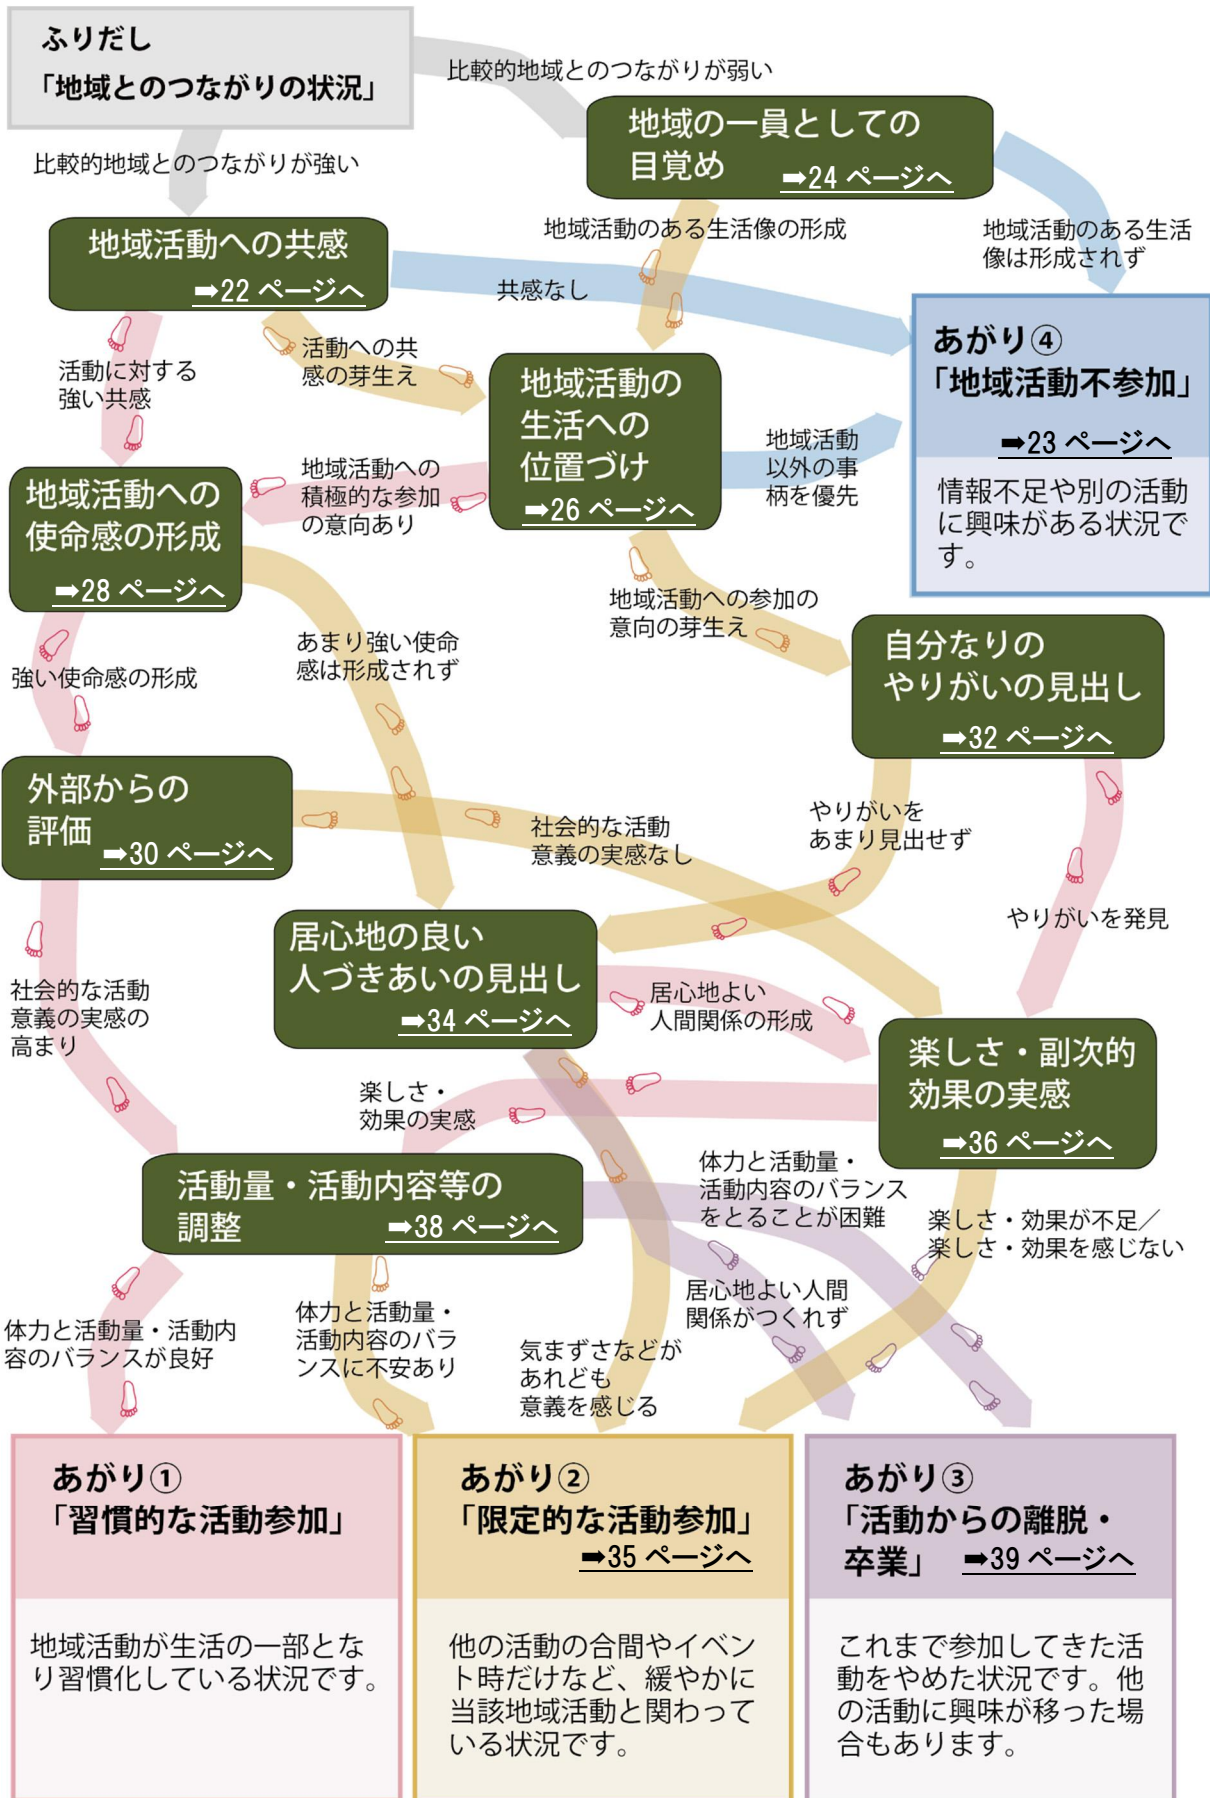 ふりだし
「地域とのつながりの状況」
比較的地域とのつながりが弱い
地域の一員としての
目覚め
➡24 ページへ
比較的地域とのつながりが強い
地域活動のある生活像の形成
地域活動のある生活
像は形成されず
地域活動への共感
➡22 ページへ
共感なし
活動に対する
強い共感
活動への共
感の芽生え
あがり④
「地域活動不参加」
➡23 ページへ
情報不足や別の活動
に興味がある状況で
す。
地域活動の
生活への
位置づけ
➡26 ページへ
地域活動
以外の事
柄を優先
地域活動への
積極的な参加
の意向あり
地域活動への
使命感の形成
➡28 ページへ
地域活動への参加の
意向の芽生え
あまり強い使命
感は形成されず
強い使命感の形成
自分なりの
やりがいの見出し
➡32 ページへ
外部からの
評価
➡30 ページへ
社会的な活動
意義の実感なし
やりがいを
あまり見出せず
やりがいを発見
居心地の良い
人づきあいの見出し
➡34 ページへ
居心地よい
人間関係の形成
社会的な活動
意義の実感の
高まり
楽しさ・副次的
効果の実感
➡36 ページへ
楽しさ・
効果の実感
活動量・活動内容等の
調整
➡38 ページへ
体力と活動量・
活動内容のバランス
をとることが困難
楽しさ・効果が不足／
楽しさ・効果を感じない
居心地よい人間
関係がつくれず
体力と活動量・活動内
容のバランスが良好
体力と活動量・
活動内容のバラ
ンスに不安あり
気まずさなどが
あれども
意義を感じる
あがり①
「習慣的な活動参加」
地域活動が生活の一部とな
り習慣化している状況です。
あがり②
「限定的な活動参加」
➡35 ページへ
他の活動の合間やイベン
ト時だけなど、緩やかに
当該地域活動と関わって
いる状況です。
あがり③
「活動からの離脱・
卒業」
➡39 ページへ
これまで参加してきた活
動をやめた状況です。他
の活動に興味が移った場
合もあります。